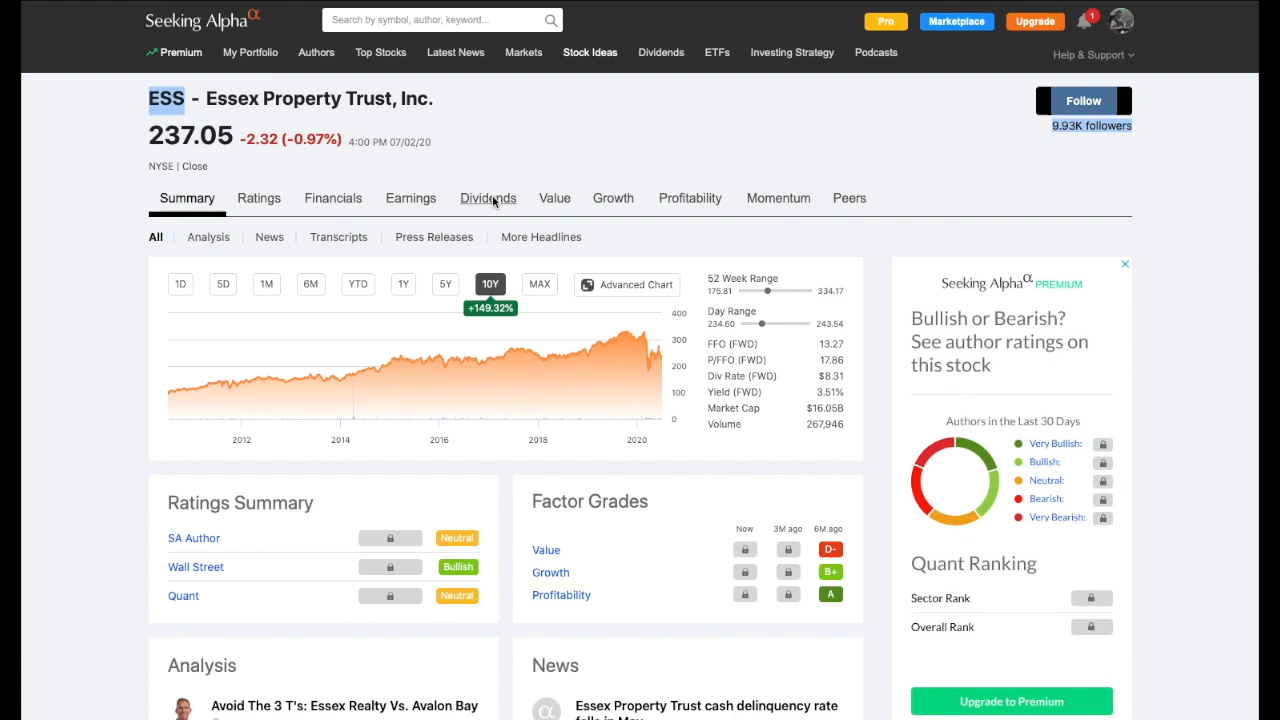 Seeking Alpha α
Search by symbol, author, keyword...
Pro
Marketplace
Upgrade
1
Premium
My Portfolio
Authors
Top Stocks
Latest News
Markets
Stock Ideas
Dividends
ETFs
Investing Strategy
Podcasts
Help & Support
ESS - Essex Property Trust, Inc.
Follow
9.93K followers
237.05 -2.32 (-0.97%) 4:00 PM 07/02/20
NYSE | Close
Summary
Ratings
Financials
Earnings
Dividends
Value
Growth
Profitability
Momentum
Peers
All
Analysis
News
Transcripts
Press Releases
More Headlines
1D
5D
1M
6M
YTD
1Y
5Y
10Y
MAX
Advanced Chart
+149.32%
400
300
200
100
0
2012
2014
2016
2018
2020
52 Week Range
175.81 334.17
Day Range
234.60 243.54
FFO (FWD) 13.27
P/FFO (FWD) 17.86
Div Rate (FWD) $8.31
Yield (FWD) 3.51%
Market Cap $16.05B
Volume 267,946
Seeking Alpha α PREMIUM
Bullish or Bearish?
See author ratings on
this stock
Authors in the Last 30 Days
Very Bullish:
Bullish:
Neutral:
Bearish:
Very Bearish:
Quant Ranking
Sector Rank
Overall Rank
Upgrade to Premium
Ratings Summary
SA Author Neutral
Wall Street Bullish
Quant Neutral
Factor Grades
Now 3M ago 6M ago
Value D-
Growth B+
Profitability A
Analysis
Avoid The 3 T's: Essex Realty Vs. Avalon Bay
News
α
Essex Property Trust cash delinquency rate